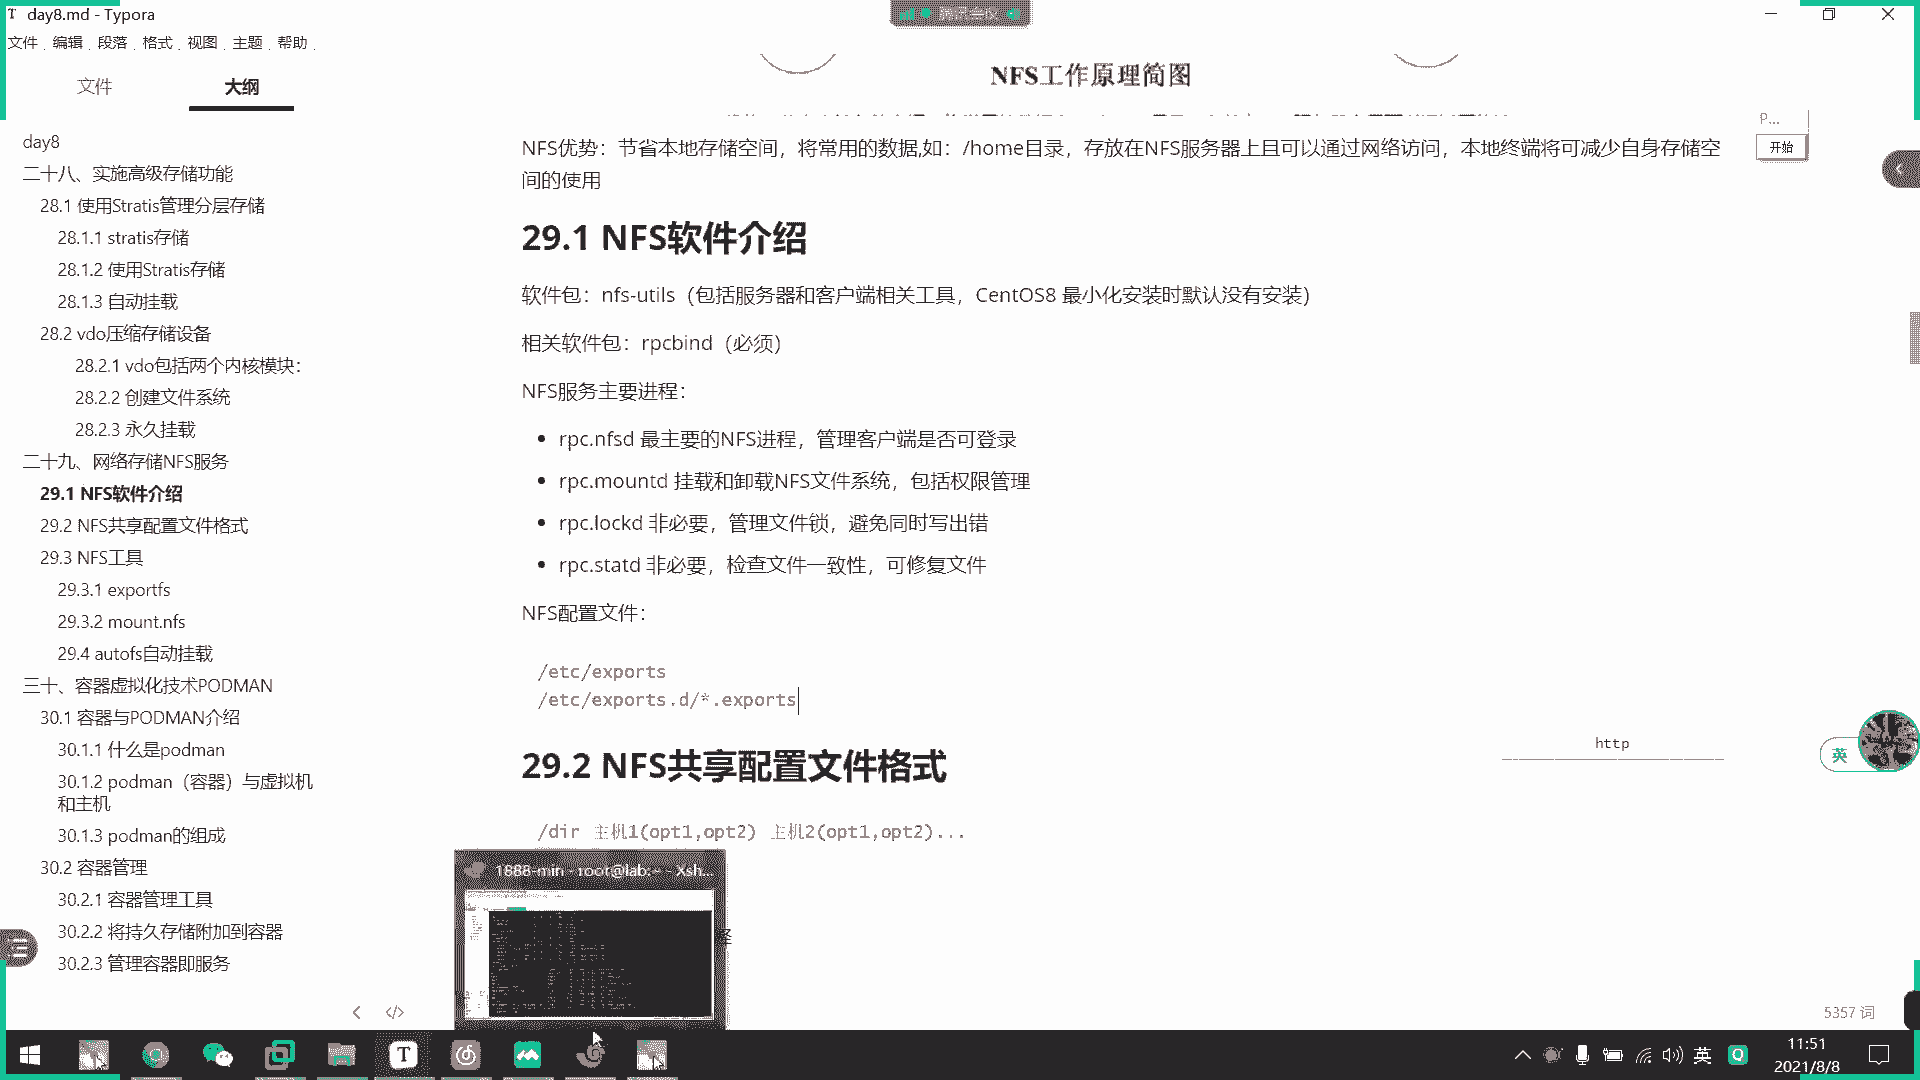 day8.md - Typora
腾讯会议
文件 编辑 段落 格式 视图 主题 帮助
文件 大纲
day8
二十八、实施高级存储功能
28.1 使用Stratis管理分层存储
28.1.1 stratis存储
28.1.2 使用Stratis存储
28.1.3 自动挂载
28.2 vdo压缩存储设备
28.2.1 vdo包括两个内核模块：
28.2.2 创建文件系统
28.2.3 永久挂载
二十九、网络存储NFS服务
29.1 NFS软件介绍
29.2 NFS共享配置文件格式
29.3 NFS工具
29.3.1 exportfs
29.3.2 mount.nfs
29.4 autofs自动挂载
三十、容器虚拟化技术PODMAN
30.1 容器与PODMAN介绍
30.1.1 什么是podman
30.1.2 podman（容器）与虚拟机
和主机
30.1.3 podman的组成
30.2 容器管理
30.2.1 容器管理工具
30.2.2 将持久存储附加到容器
30.2.3 管理容器即服务
NFS工作原理简图
NFS优势：节省本地存储空间，将常用的数据,如：/home目录，存放在NFS服务器上且可以通过网络访问，本地终端将可减少自身存储空
间的使用
29.1 NFS软件介绍
软件包：nfs-utils（包括服务器和客户端相关工具，CentOS8 最小化安装时默认没有安装）
相关软件包：rpcbind（必须）
NFS服务主要进程：
• rpc.nfsd 最主要的NFS进程，管理客户端是否可登录
• rpc.mountd 挂载和卸载NFS文件系统，包括权限管理
• rpc.lockd 非必要，管理文件锁，避免同时写出错
• rpc.statd 非必要，检查文件一致性，可修复文件
NFS配置文件：
/etc/exports
/etc/exports.d/*.exports
29.2 NFS共享配置文件格式
/dir 主机1(opt1,opt2) 主机2(opt1,opt2)...
1888-min - root@lab:~ - Xsh...
P...
开始
http
英
5357 词
英
11:51
2021/8/8